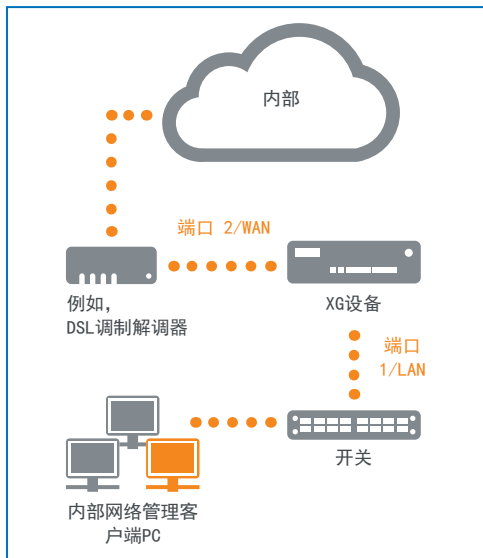 内部
端口 2/WAN
例如,
DSL调制解调器
XG设备
端口
1/LAN
开关
内部网络管理客
户端PC